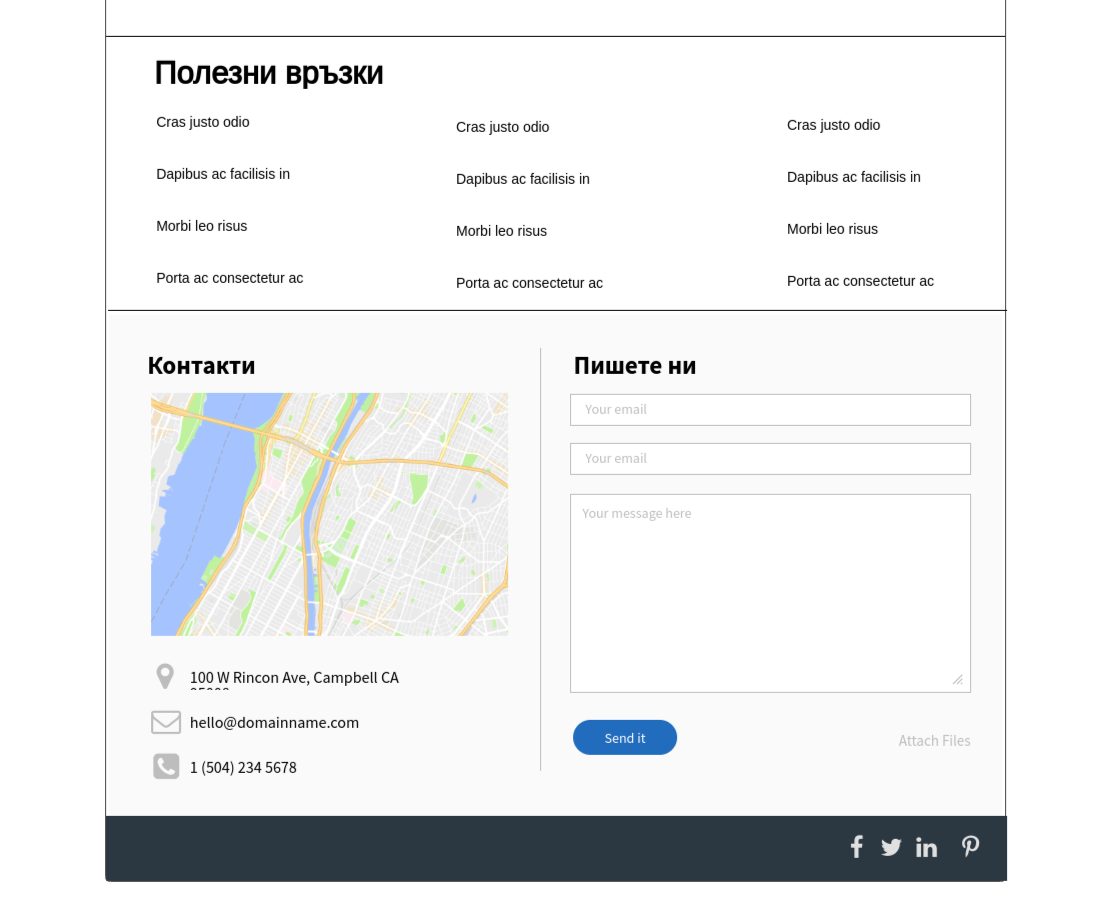 Полезни връзки
Cras justo odio
Dapibus ac facilisis in
Morbi leo risus
Porta ac consectetur ac
Cras justo odio
Dapibus ac facilisis in
Morbi leo risus
Porta ac consectetur ac
Cras justo odio
Dapibus ac facilisis in
Morbi leo risus
Porta ac consectetur ac
Контакти
100 W Rincon Ave, Campbell CA
hello@domainname.com
1 (504) 234 5678
Пишете ни
Your email
Your email
Your message here
Send it
Attach Files